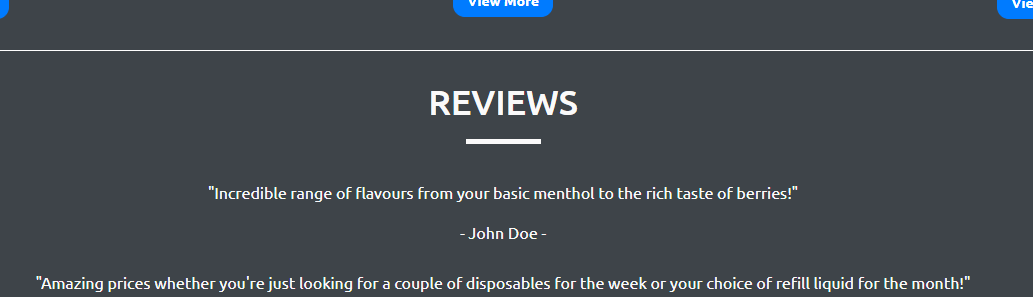 View More
REVIEWS
"Incredible range of flavours from your basic menthol to the rich taste of berries!"
- John Doe -
"Amazing prices whether you're just looking for a couple of disposables for the week or your choice of refill liquid for the month!"